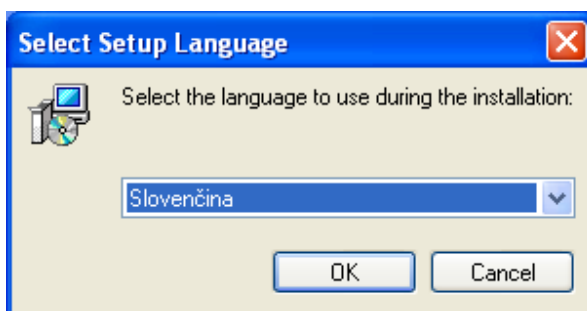 Select Setup Language
Select the language to use during the installation:
Slovenčina
OK
Cancel